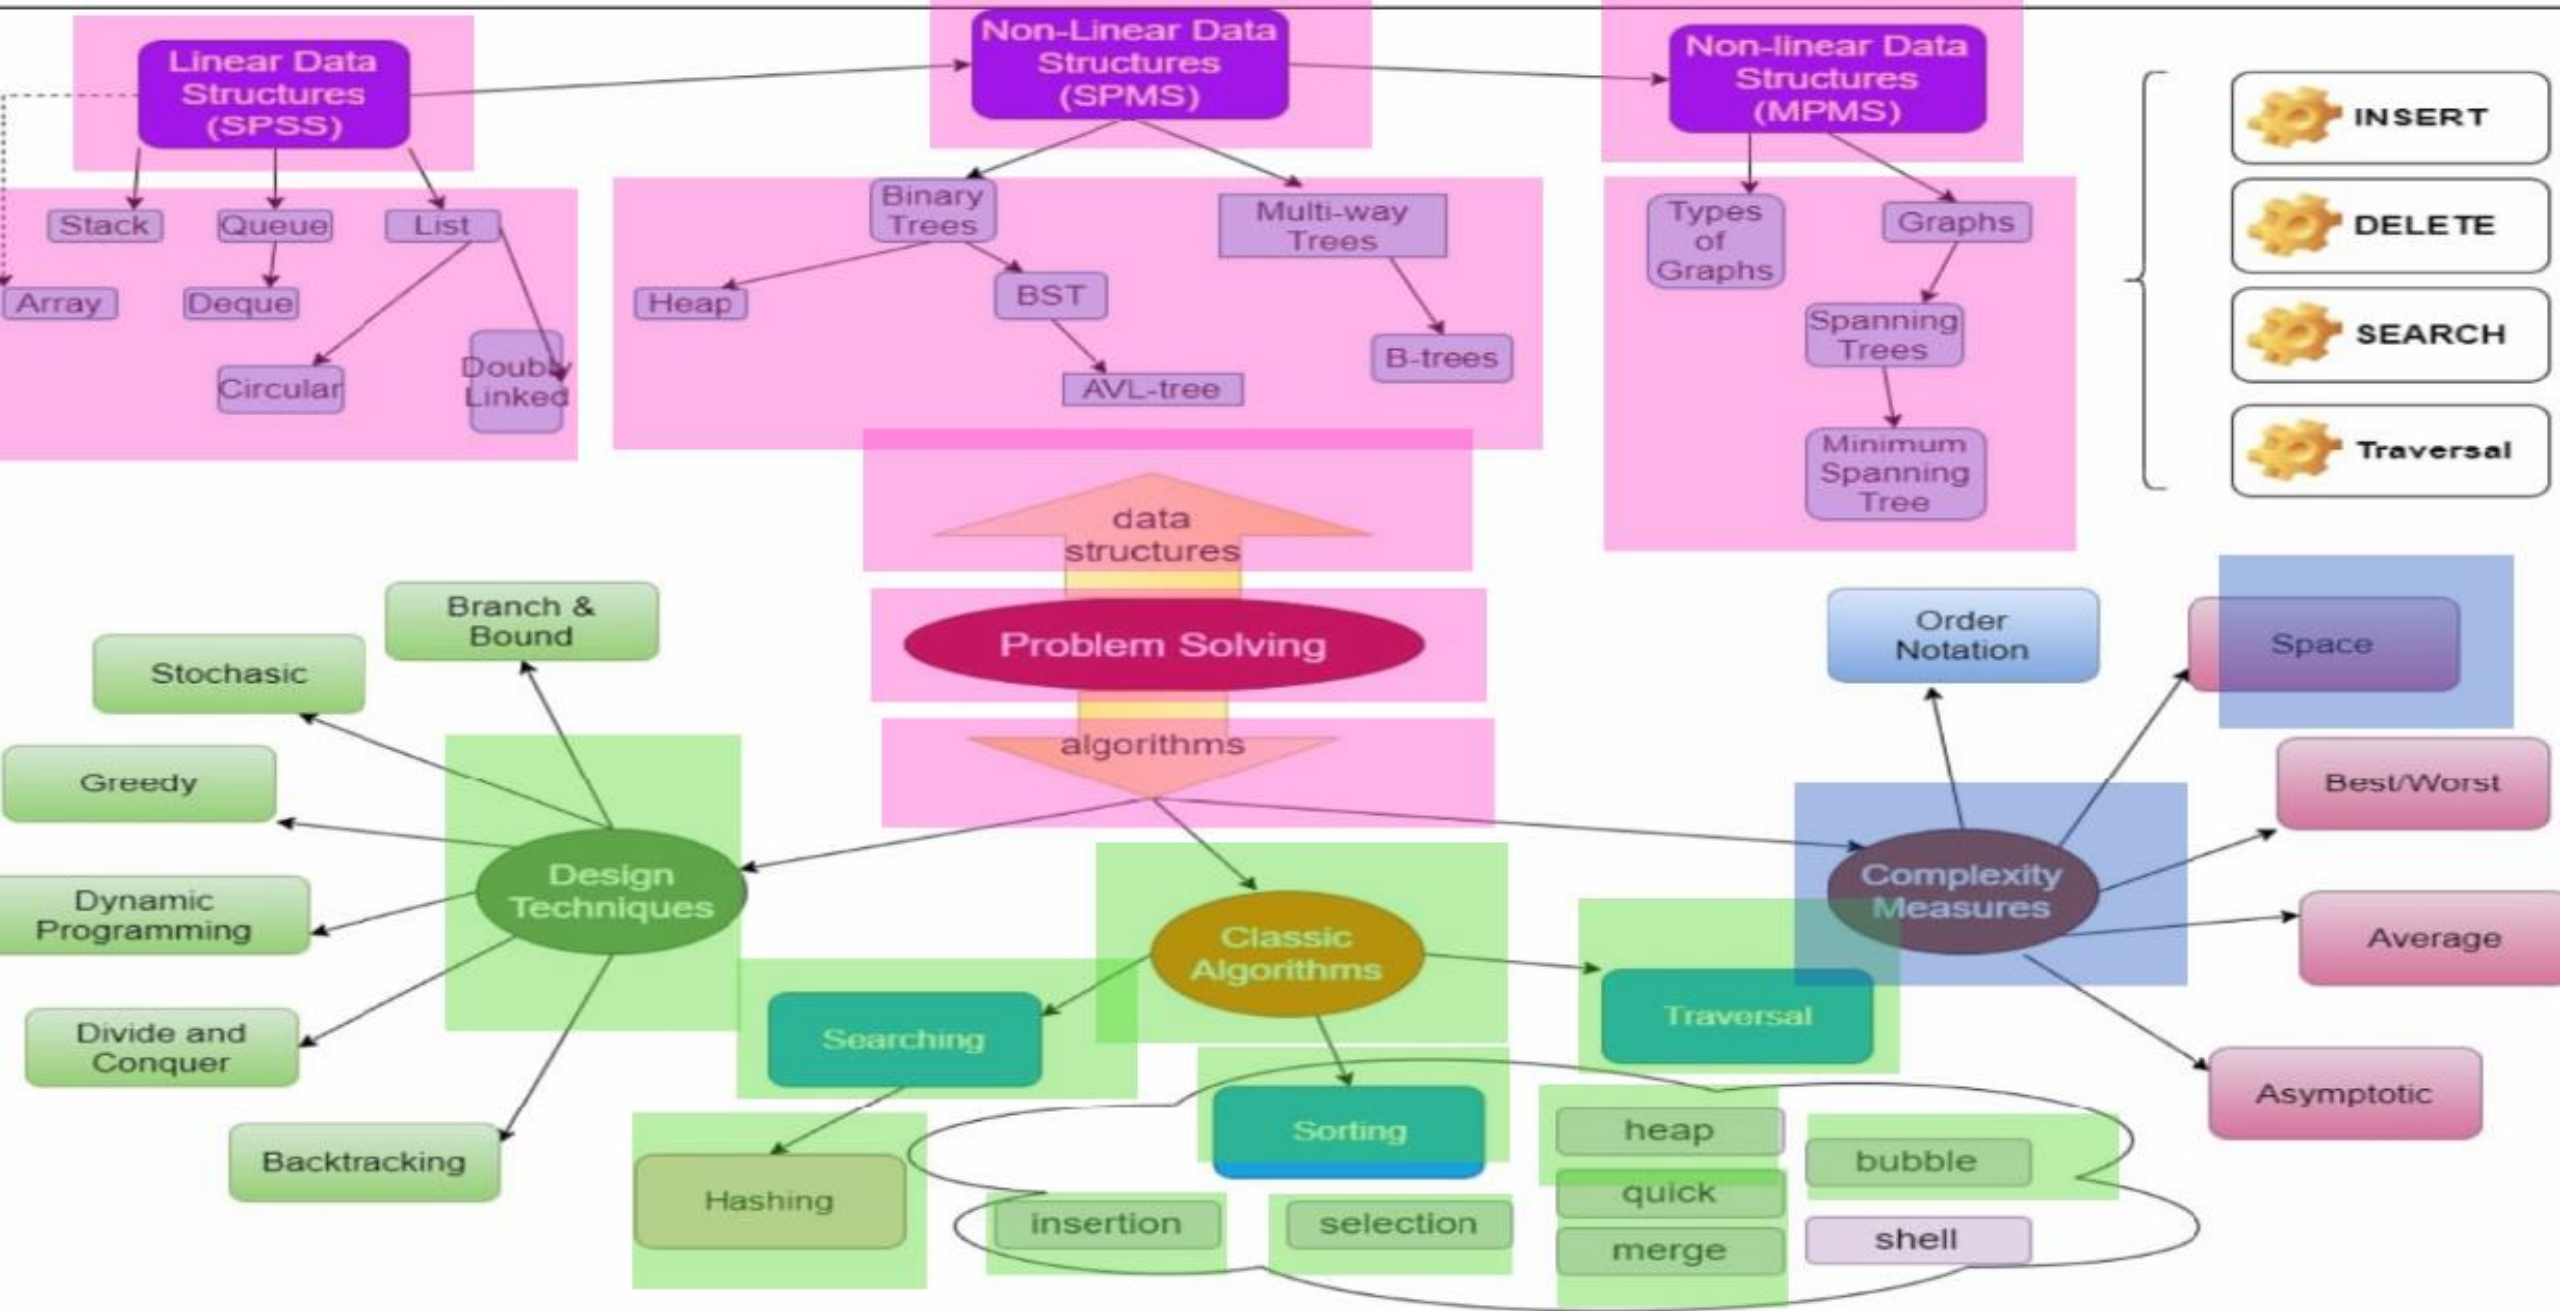 Linear Data
Structures
(SPSS)
Non-Linear Data
Structures
(SPMS)
Non-linear Data
Structures
(MPMS)
INSERT
DELETE
SEARCH
Traversal
Stack
Queue
List
Array
Deque
Circular
Doubly
Linked
Binary
Trees
Multi-way
Trees
Heap
BST
AVL-tree
B-trees
Types
of
Graphs
Graphs
Spanning
Trees
Minimum
Spanning
Tree
data
structures
Problem Solving
algorithms
Branch &
Bound
Stochasic
Greedy
Dynamic
Programming
Divide and
Conquer
Backtracking
Design
Techniques
Classic
Algorithms
Searching
Hashing
Sorting
Traversal
insertion
selection
heap
quick
merge
bubble
shell
Complexity
Measures
Order
Notation
Space
Best/Worst
Average
Asymptotic